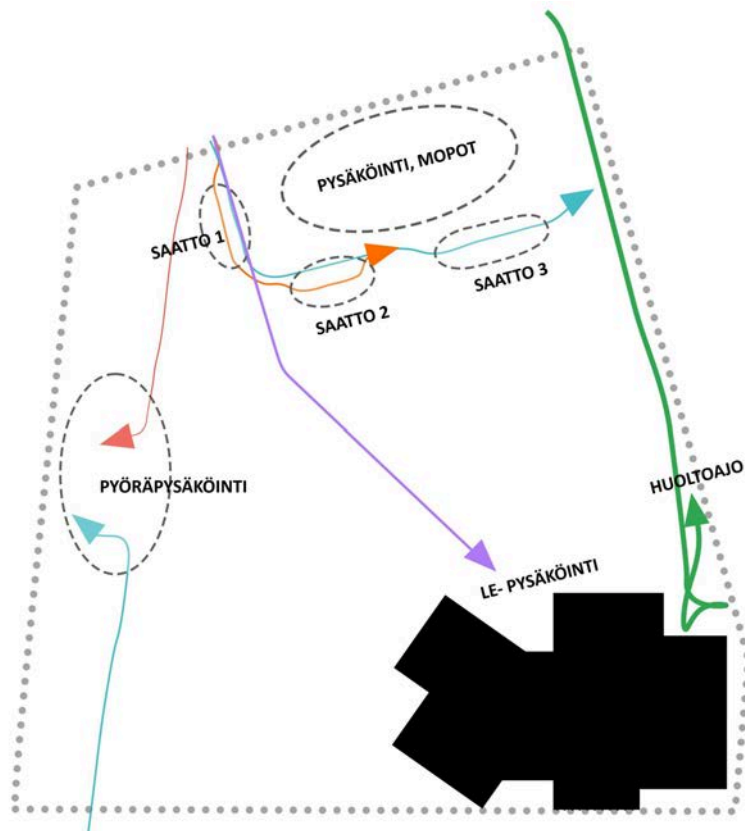 PYSÄKÖINTI, MOPOT
SAATTO 1
SAATTO 3
SAATTO 2
HUOLTOAJO
PYÖRÄPYSÄKÖINTI
LE- PYSÄKÖINTI